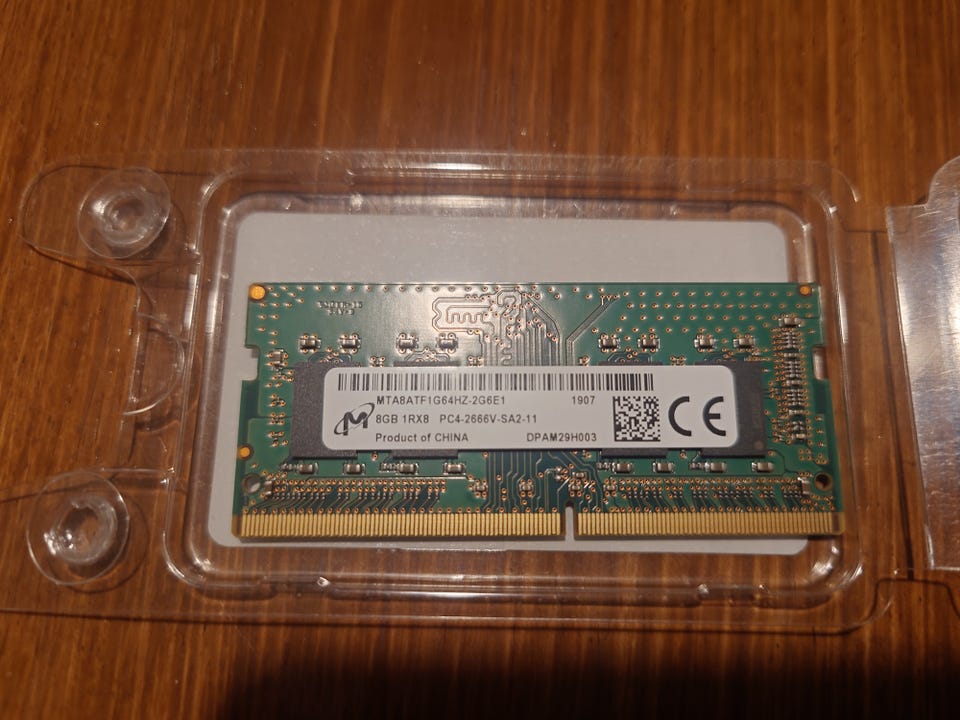 MTA8ATF1G64HZ-2G6E1 1907
8GB 1RX8 PC4-2666V-SA2-11
Product of CHINA DPAM29H003
CE